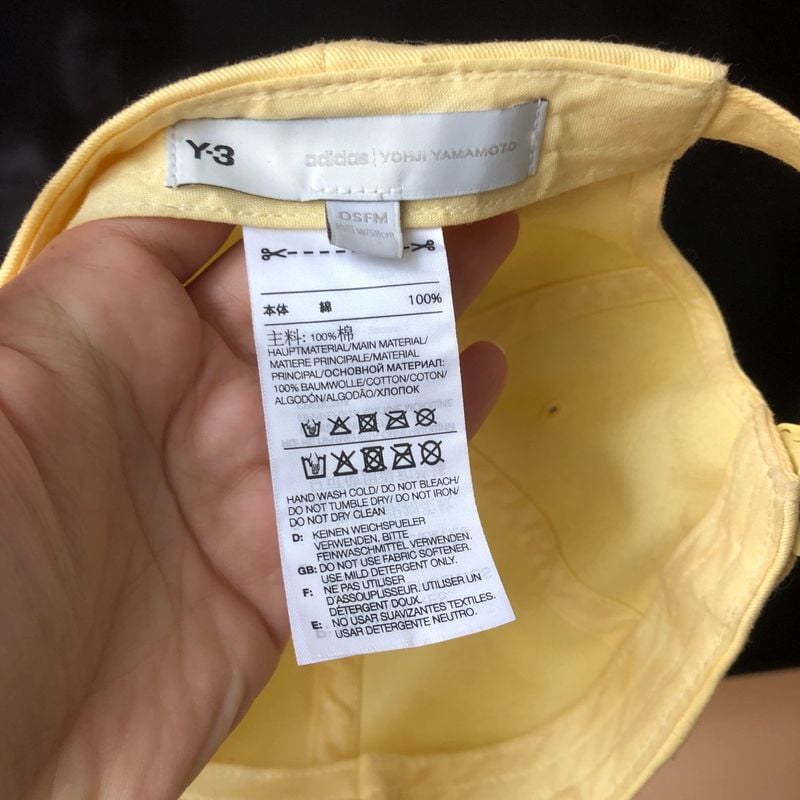 Y-3 adidas | YOHJI YAMAMOTO
OSFM
本体 綿 100%
主料: 100%棉
HAUPTMATERIAL/MAIN MATERIAL/
MATIERE PRINCIPALE/MATERIAL
PRINCIPAL/ОСНОВНОЙ МАТЕРИАЛ:
100% BAUMWOLLE/COTTON/COTON/
ALGODÓN/ALGODÃO/ХЛОПОК
HAND WASH COLD/ DO NOT BLEACH/
DO NOT TUMBLE DRY/ DO NOT IRON/
DO NOT DRY CLEAN
D: KEINEN WEICHSPUELER
VERWENDEN. BITTE
FEINWASCHMITTEL VERWENDEN.
GB: DO NOT USE FABRIC SOFTENER.
USE MILD DETERGENT ONLY.
F: NE PAS UTILISER
D'ASSOUPLISSEUR. UTILISER UN
DÉTERGENT DOUX.
E: NO USAR SUAVIZANTES TEXTILES.
USAR DETERGENTE NEUTRO.